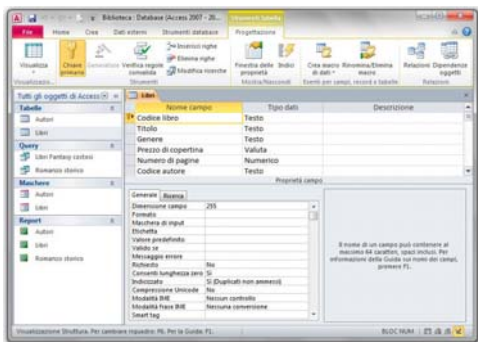 Biblioteca : Database (Access 2007 - 20...
Strumenti tabella
File Home Crea Dati esterni Strumenti database Progettazione
Visualizza
Chiave primaria
Generatore
Verifica regole convalida
Inserisci righe
Elimina righe
Modifica ricerche
Finestra delle proprietà
Indici
Crea macro di dati
Rinomina/Elimina macro
Relazioni
Dipendenze oggetti
Visualizzazio...
Strumenti
Mostra/Nascondi
Eventi per campi, record e tabelle
Relazioni
Tutti gli oggetti di Access
Tabelle
Autori
Libri
Query
Libri Fantasy costosi
Romanzo storico
Maschere
Autori
Libri
Report
Autori
Libri
Romanzo storico
Libri
Nome campo Tipo dati Descrizione
Codice libro Testo
Titolo Testo
Genere Testo
Prezzo di copertina Valuta
Numero di pagine Numerico
Codice autore Testo
Proprietà campo
Generale Ricerca
Dimensione campo 255
Formato
Maschera di input
Etichetta
Valore predefinito
Valido se
Messaggio errore
Richiesto No
Consenti lunghezza zero Sì
Indicizzato Sì (Duplicati non ammessi)
Compressione Unicode No
Modalità IME Nessun controllo
Modalità frase IME Nessuna conversione
Smart tag
Il nome di un campo può contenere al
massimo 64 caratteri, spazi inclusi. Per
informazioni della Guida sui nomi dei campi,
premere F1.
Visualizzazione Struttura. Per cambiare riquadro: F6. Per la Guida: F1.
BLOC NUM